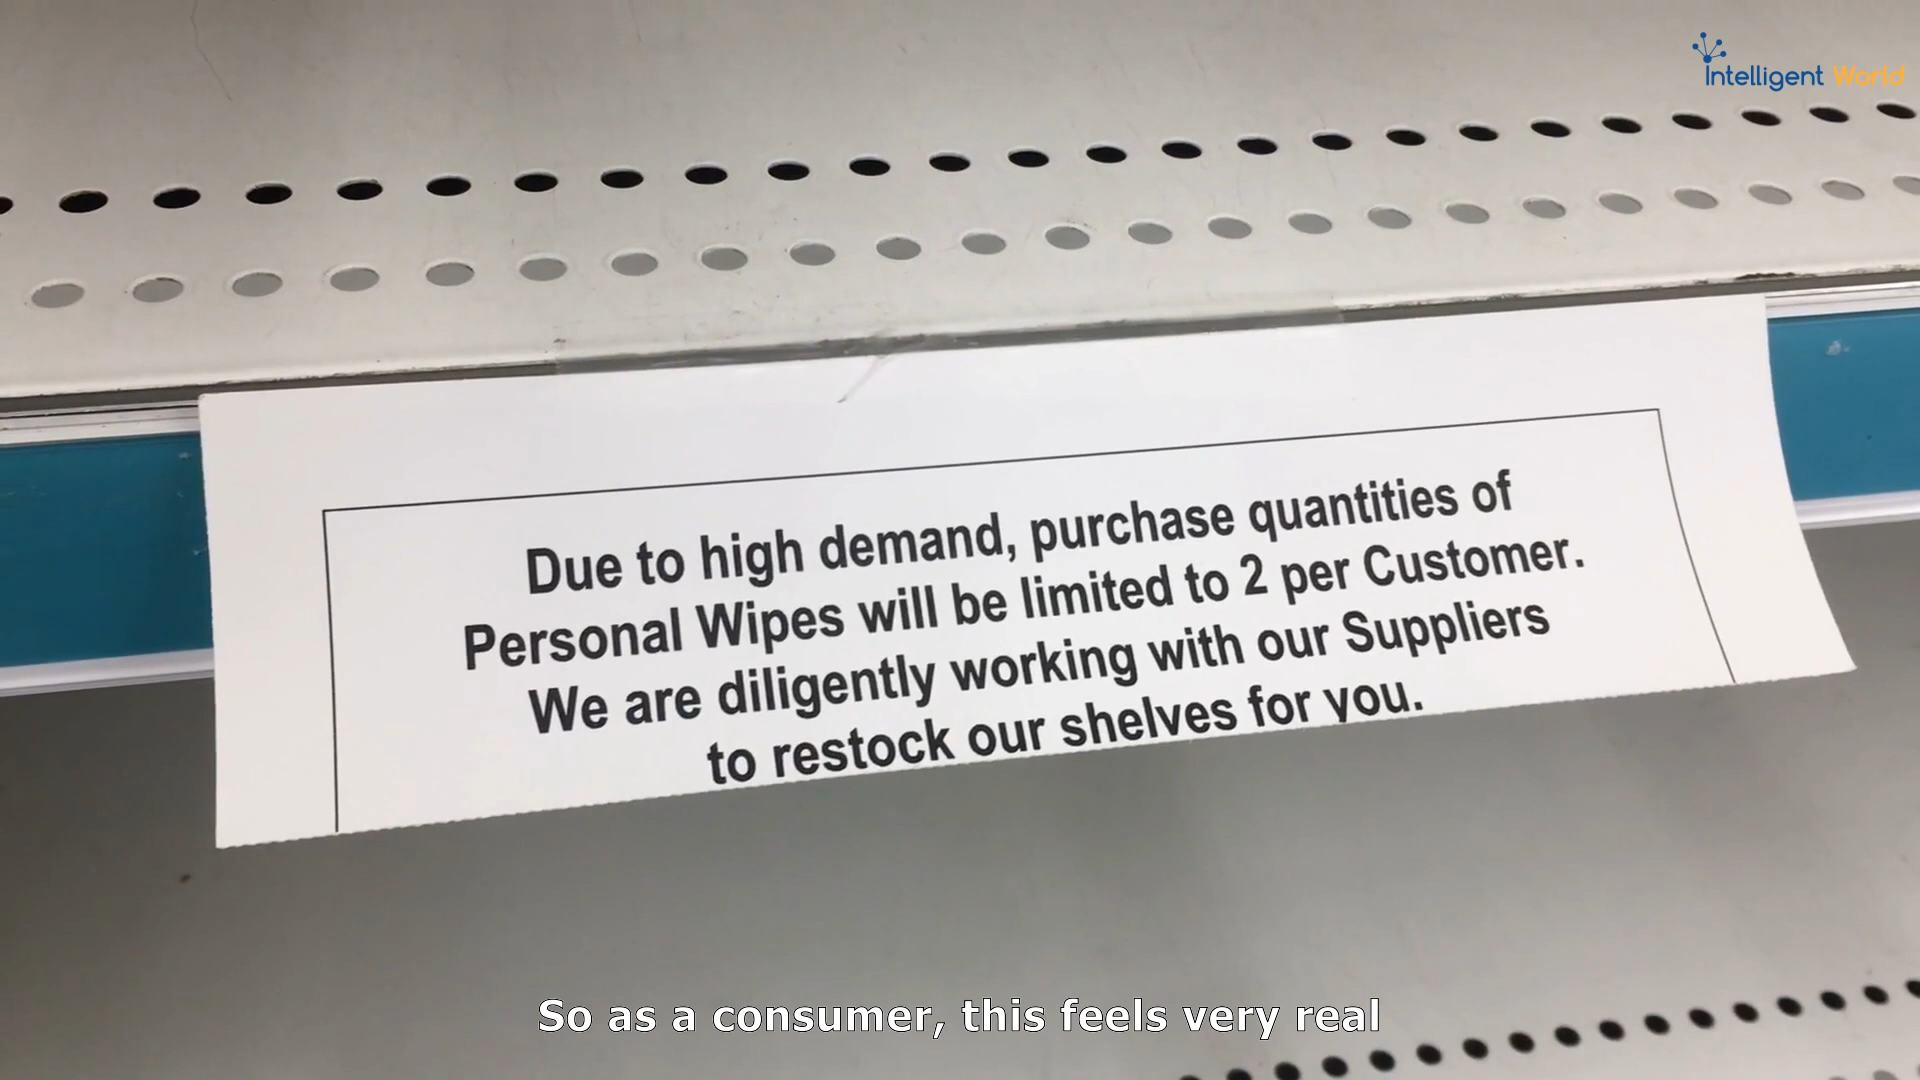 Intelligent World
Due to high demand, purchase quantities of
Personal Wipes will be limited to 2 per Customer.
We are diligently working with our Suppliers
to restock our shelves for you.
So as a consumer, this feels very real